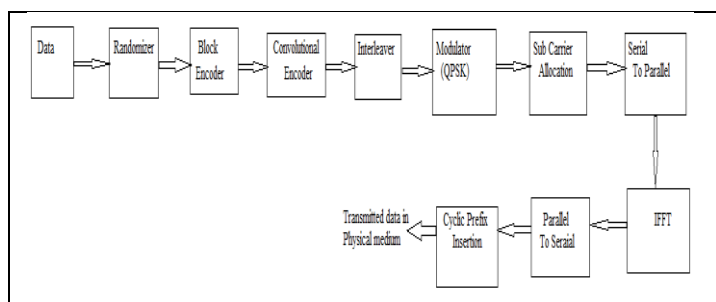 Data
Randomizer
Block
Encoder
Convolutional
Encoder
Interleaver
Modulator
(QPSK)
Sub Carrier
Allocation
Serial
To Parallel
IFFT
Parallel
To Seraial
Cyclic Prefix
Insertion
Transmitted data in
Physical medium